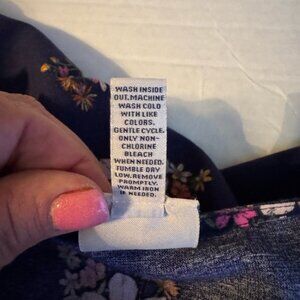 WASH INSIDE
OUT.MACHINE
WASH COLD
WITH LIKE
COLORS.
GENTLE CYCLE.
ONLY NON-
CHLORINE
BLEACH
WHEN NEEDED.
TUMBLE DRY
LOW.REMOVE
PROMPTLY.
WARM IRON
IF NEEDED.